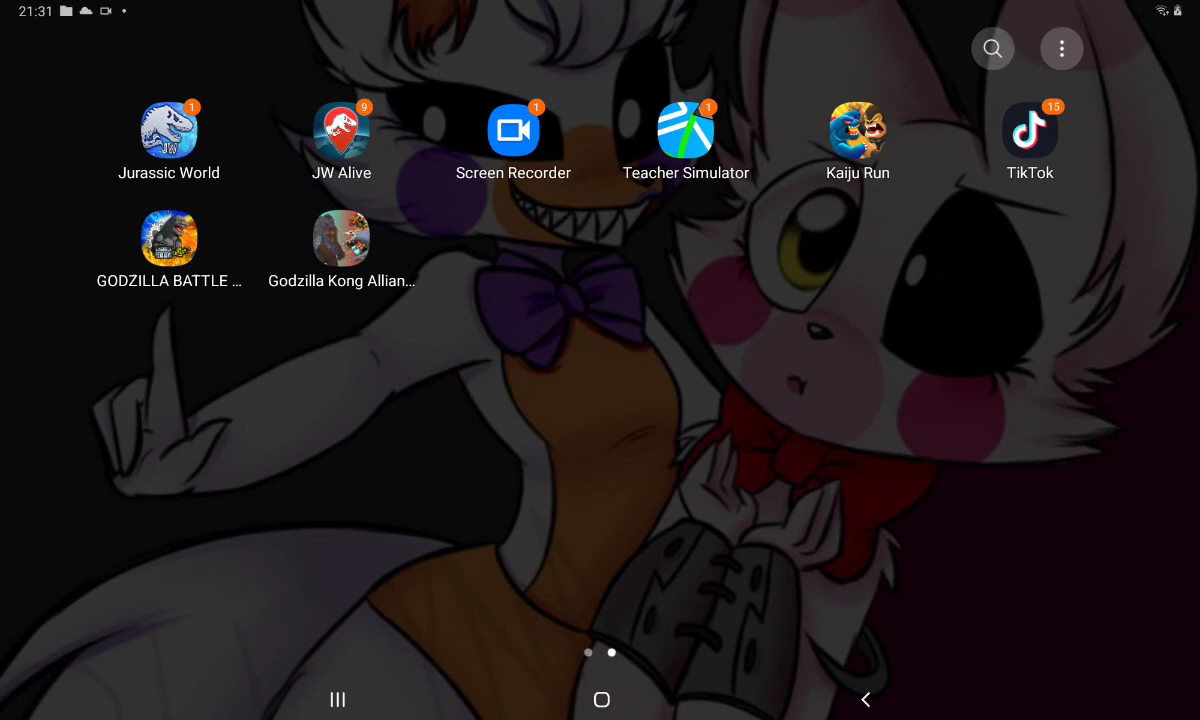 21:31
1
9
1
1
15
Jurassic World
JW Alive
Screen Recorder
Teacher Simulator
Kaiju Run
TikTok
GODZILLA BATTLE ...
Godzilla Kong Allian...